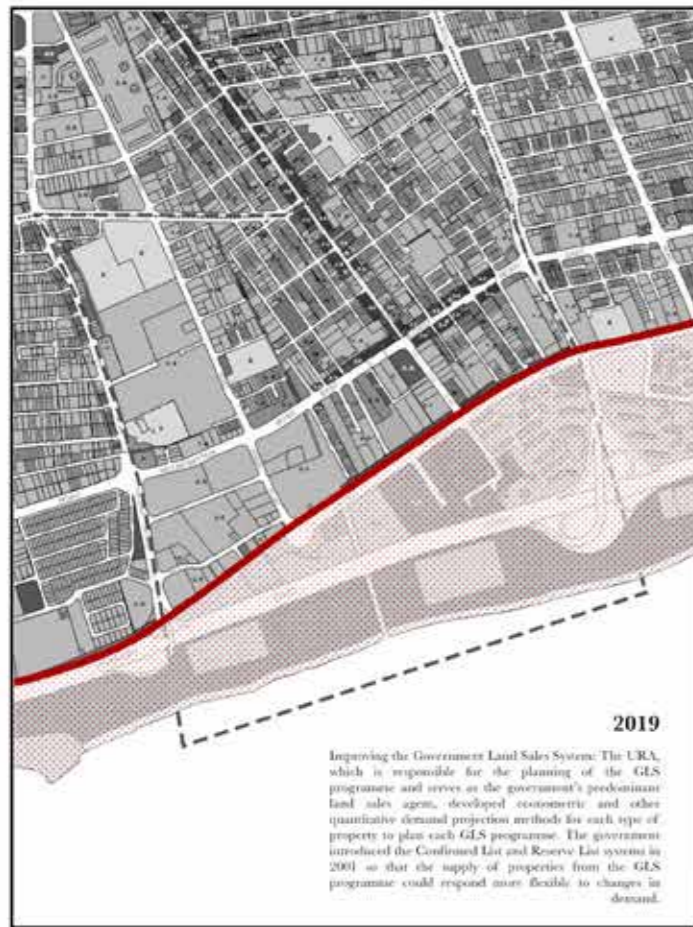 2019
Improving the Government Land Sales System: The URA,
which is responsible for the planning of the GLS
programme and serves as the government's predominant
land sales agent, developed econometric and other
quantitative demand projection methods for each type of
property to plan each GLS programme. The government
introduced the Confirmed List and Reserve List systems in
2001 so that the supply of properties from the GLS
programme could respond more flexible to changes in
demand.